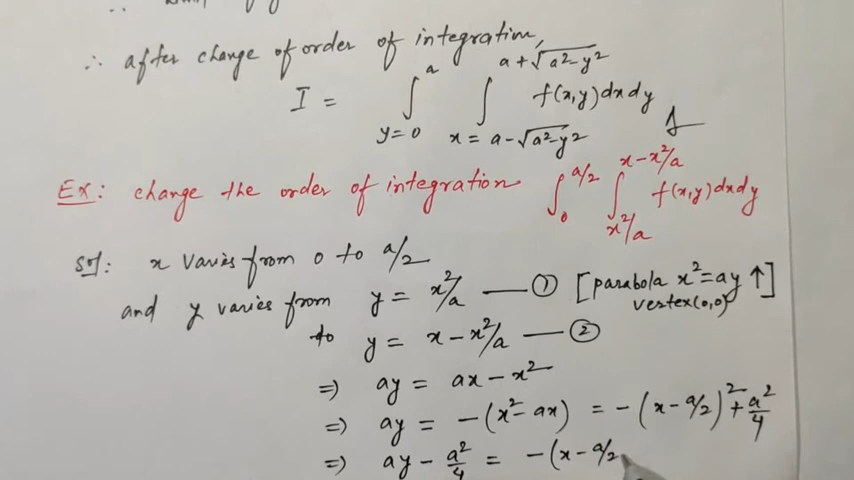 ∴ after change of order of integration,
I = ∫_{y=0}^{a} ∫_{x=a-√(a²-y²)}^{a+√(a²-y²)} f(x,y) dx dy
Ex: change the order of integration ∫_0^{a/2} ∫_{x²/a}^{x-x²/a} f(x,y) dx dy
Sol: x varies from 0 to a/2
and y varies from y = x²/a —— ① [parabola x² = ay ↑]
vertex(0,0)
to y = x - x²/a —— ②
⇒ ay = ax - x²
⇒ ay = -(x² - ax) = -(x - a/2)² + a²/4
⇒ ay - a²/4 = -(x - a/2